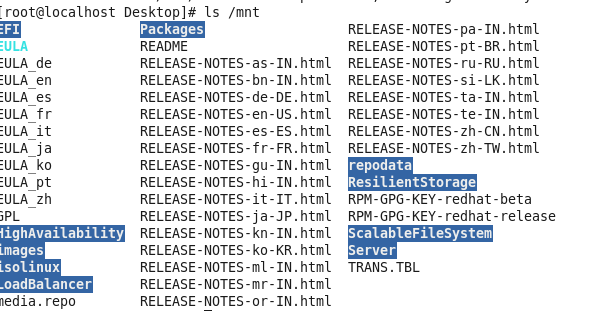 [root@localhost Desktop]# ls /mnt
EFI Packages RELEASE-NOTES-pa-IN.html
EULA README RELEASE-NOTES-pt-BR.html
EULA_de RELEASE-NOTES-as-IN.html RELEASE-NOTES-ru-RU.html
EULA_en RELEASE-NOTES-bn-IN.html RELEASE-NOTES-si-LK.html
EULA_es RELEASE-NOTES-de-DE.html RELEASE-NOTES-ta-IN.html
EULA_fr RELEASE-NOTES-en-US.html RELEASE-NOTES-te-IN.html
EULA_it RELEASE-NOTES-es-ES.html RELEASE-NOTES-zh-CN.html
EULA_ja RELEASE-NOTES-fr-FR.html RELEASE-NOTES-zh-TW.html
EULA_ko RELEASE-NOTES-gu-IN.html repodata
EULA_pt RELEASE-NOTES-hi-IN.html ResilientStorage
EULA_zh RELEASE-NOTES-it-IT.html RPM-GPG-KEY-redhat-beta
GPL RELEASE-NOTES-ja-JP.html RPM-GPG-KEY-redhat-release
HighAvailability RELEASE-NOTES-kn-IN.html ScalableFileSystem
images RELEASE-NOTES-ko-KR.html Server
isolinux RELEASE-NOTES-ml-IN.html TRANS.TBL
LoadBalancer RELEASE-NOTES-mr-IN.html
media.repo RELEASE-NOTES-or-IN.html